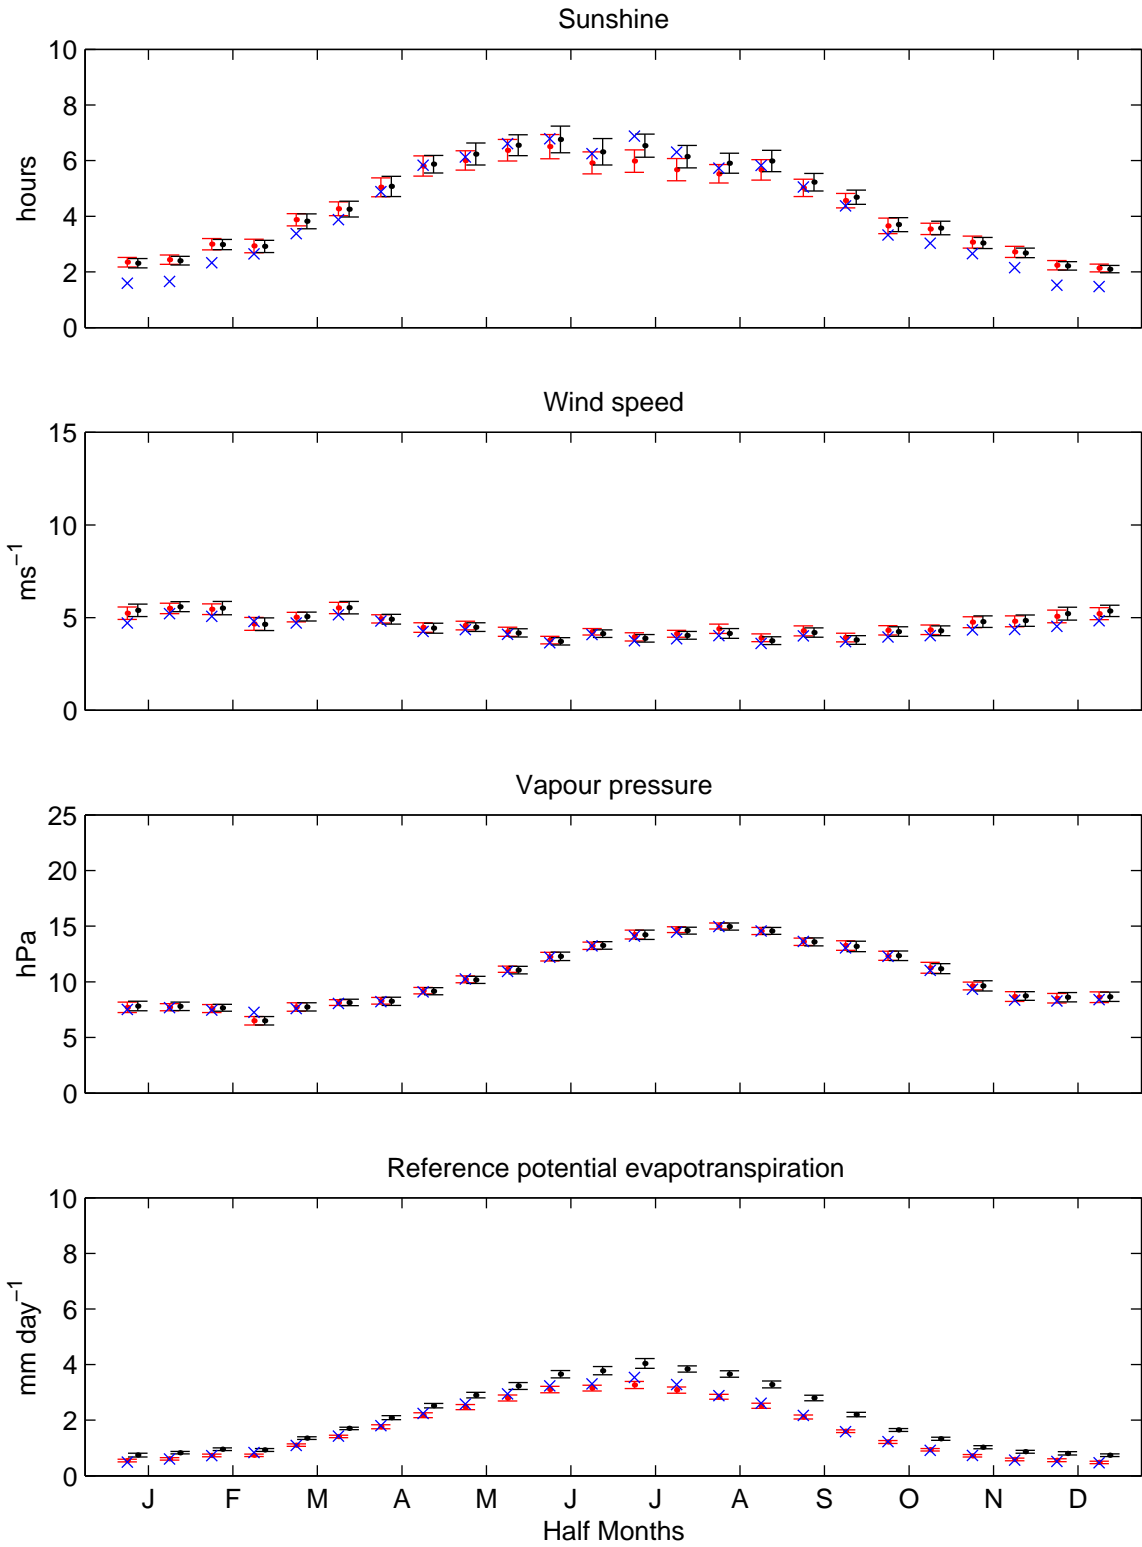 Sunshine
10
8
6
4
2
0
hours
Wind speed
15
10
5
0
ms⁻¹
Vapour pressure
25
20
15
10
5
0
hPa
Reference potential evapotranspiration
10
8
6
4
2
0
mm day⁻¹
J F M A M J J A S O N D
Half Months